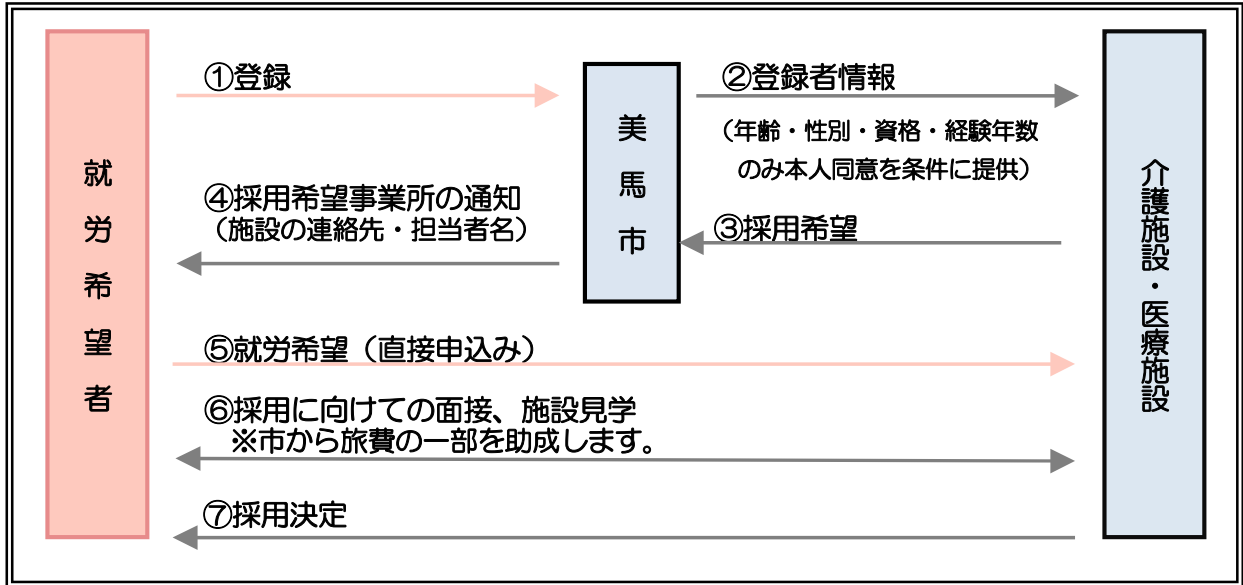 就労希望者
①登録
美馬市
②登録者情報
（年齢・性別・資格・経験年数
のみ本人同意を条件に提供）
③採用希望
④採用希望事業所の通知
（施設の連絡先・担当者名）
介護施設・医療施設
⑤就労希望（直接申込み）
⑥採用に向けての面接、施設見学
※市から旅費の一部を助成します。
⑦採用決定